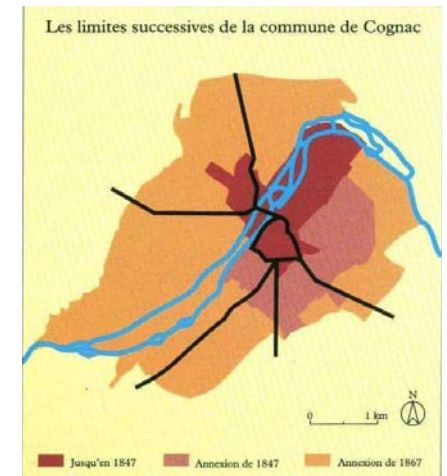 Les limites successives de la commune de Cognac
N
0 1 km
Jusqu'en 1847 Annexion de 1847 Annexion de 1867